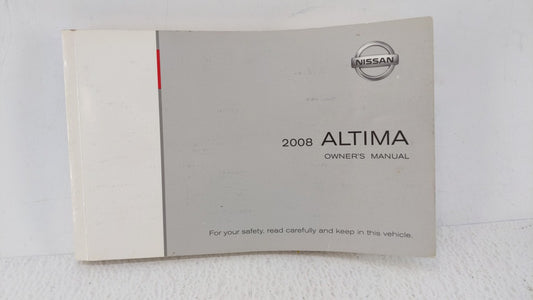 NISSAN
2008 ALTIMA
OWNER'S MANUAL
For your safety, read carefully and keep in this vehicle.